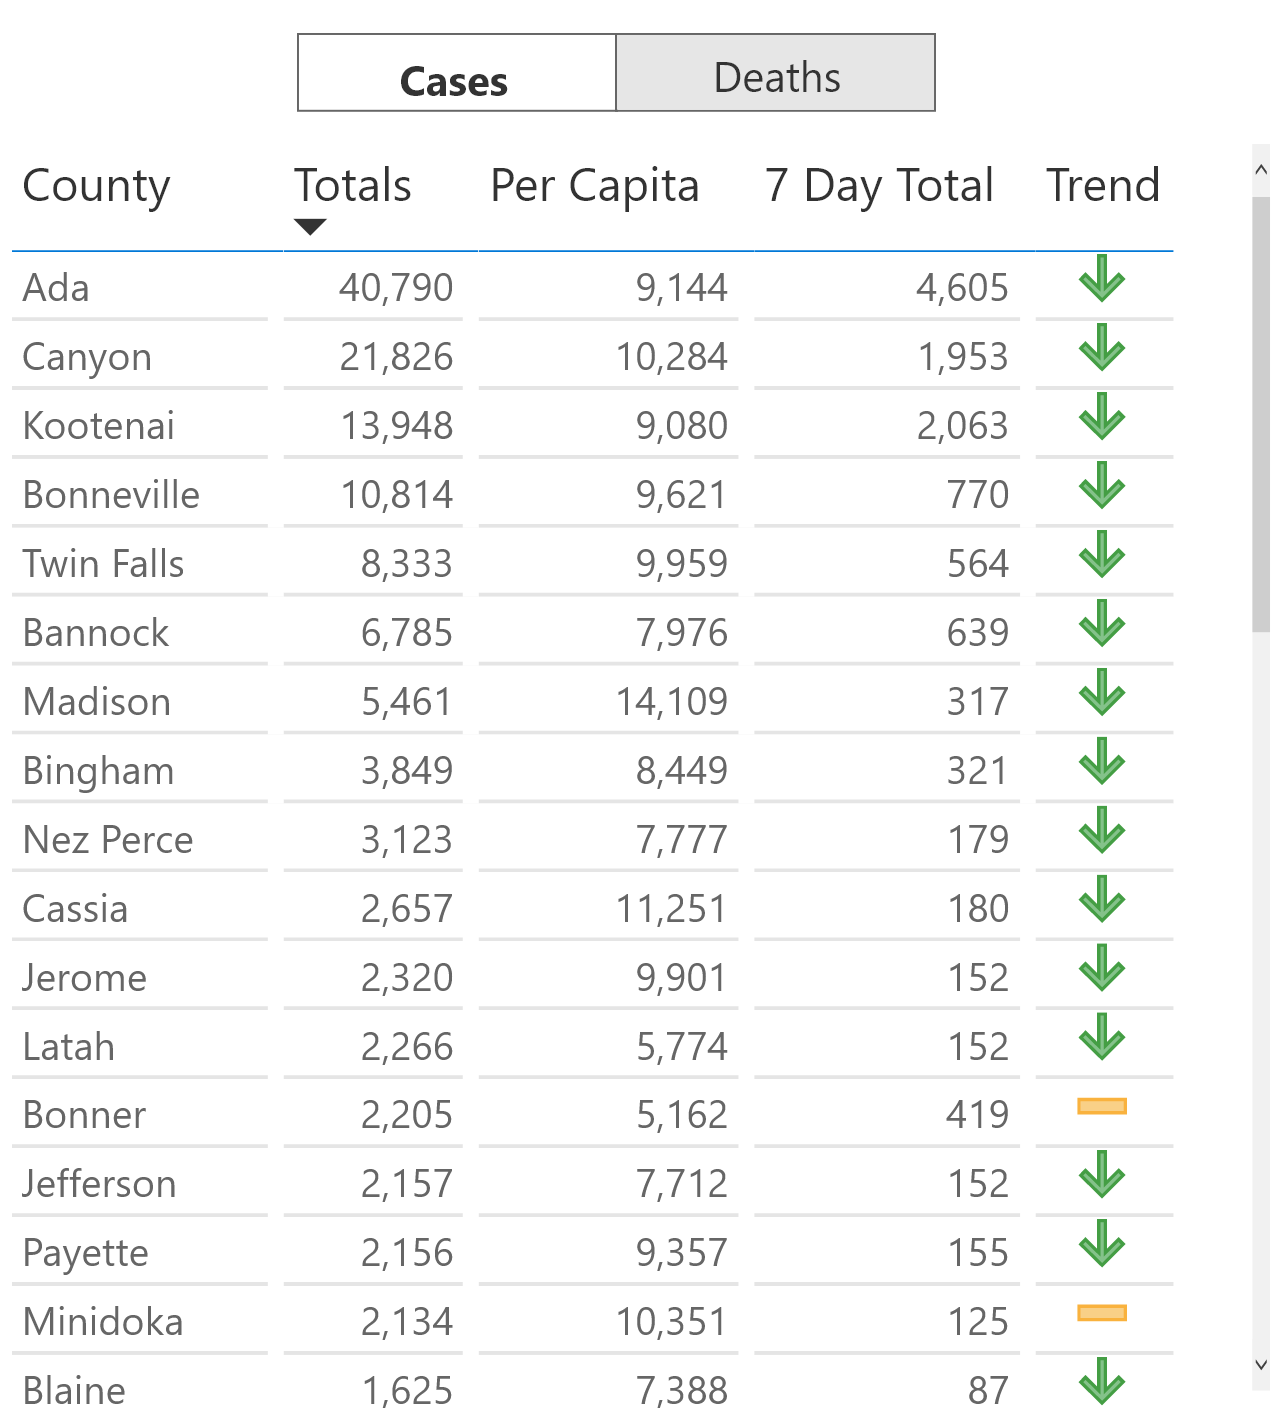 Cases Deaths
County Totals Per Capita 7 Day Total Trend
Ada 40,790 9,144 4,605
Canyon 21,826 10,284 1,953
Kootenai 13,948 9,080 2,063
Bonneville 10,814 9,621 770
Twin Falls 8,333 9,959 564
Bannock 6,785 7,976 639
Madison 5,461 14,109 317
Bingham 3,849 8,449 321
Nez Perce 3,123 7,777 179
Cassia 2,657 11,251 180
Jerome 2,320 9,901 152
Latah 2,266 5,774 152
Bonner 2,205 5,162 419
Jefferson 2,157 7,712 152
Payette 2,156 9,357 155
Minidoka 2,134 10,351 125
Blaine 1,625 7,388 87